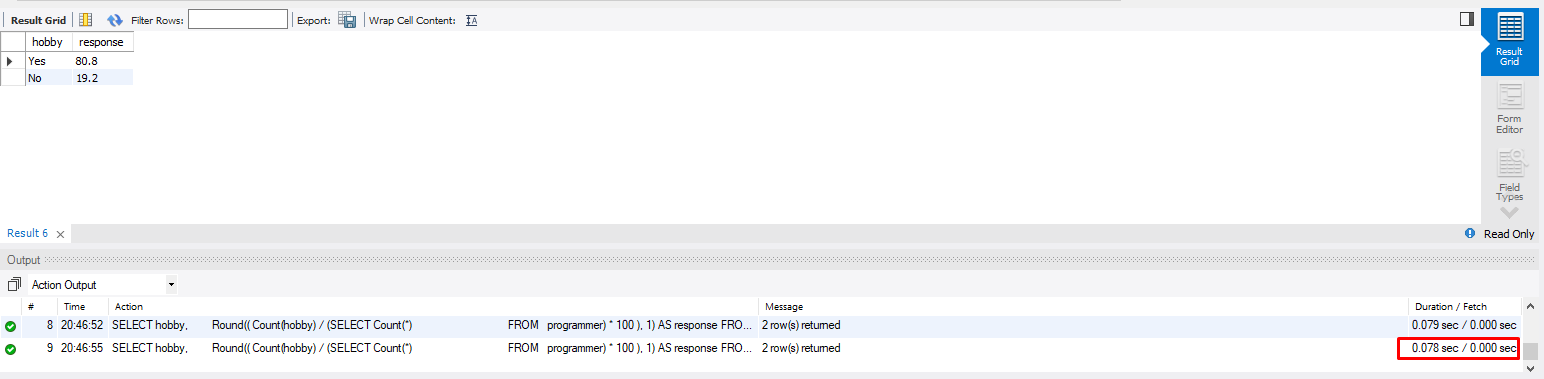 Result Grid Filter Rows: Export: Wrap Cell Content: IA
hobby response
Yes 80.8
No 19.2
Result
Grid
Form
Editor
Field
Types
Result 6 × Read Only
Output
Action Output
# Time Action Message Duration / Fetch
8 20:46:52 SELECT hobby, Round(( Count(hobby) / (SELECT Count(*) FROM programmer) * 100 ), 1) AS response FRO... 2 row(s) returned 0.079 sec / 0.000 sec
9 20:46:55 SELECT hobby, Round(( Count(hobby) / (SELECT Count(*) FROM programmer) * 100 ), 1) AS response FRO... 2 row(s) returned 0.078 sec / 0.000 sec